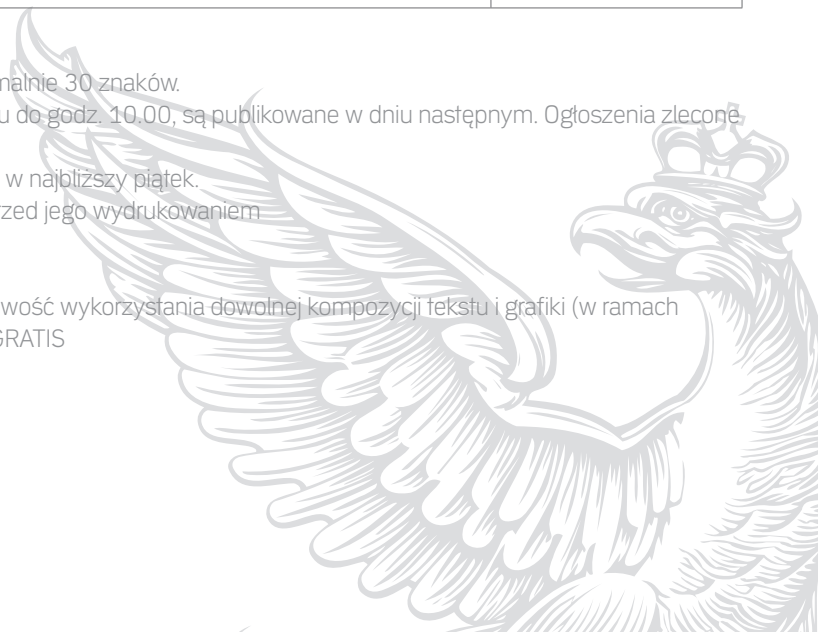 malnie 30 znaków.
u do godz. 10.00, są publikowane w dniu następnym. Ogłoszenia zlecone
w najbliższy piątek.
rzed jego wydrukowaniem
wość wykorzystania dowolnej kompozycji tekstu i grafiki (w ramach
GRATIS